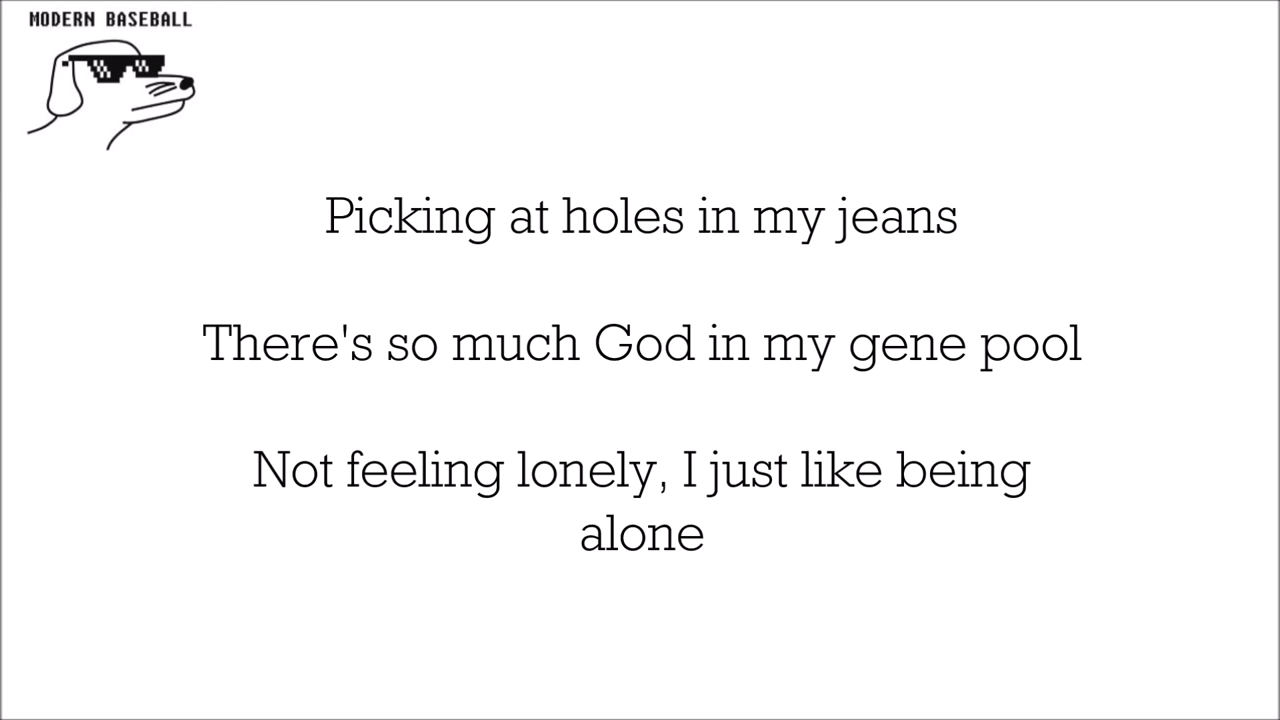 MODERN BASEBALL
Picking at holes in my jeans
There's so much God in my gene pool
Not feeling lonely, I just like being
alone